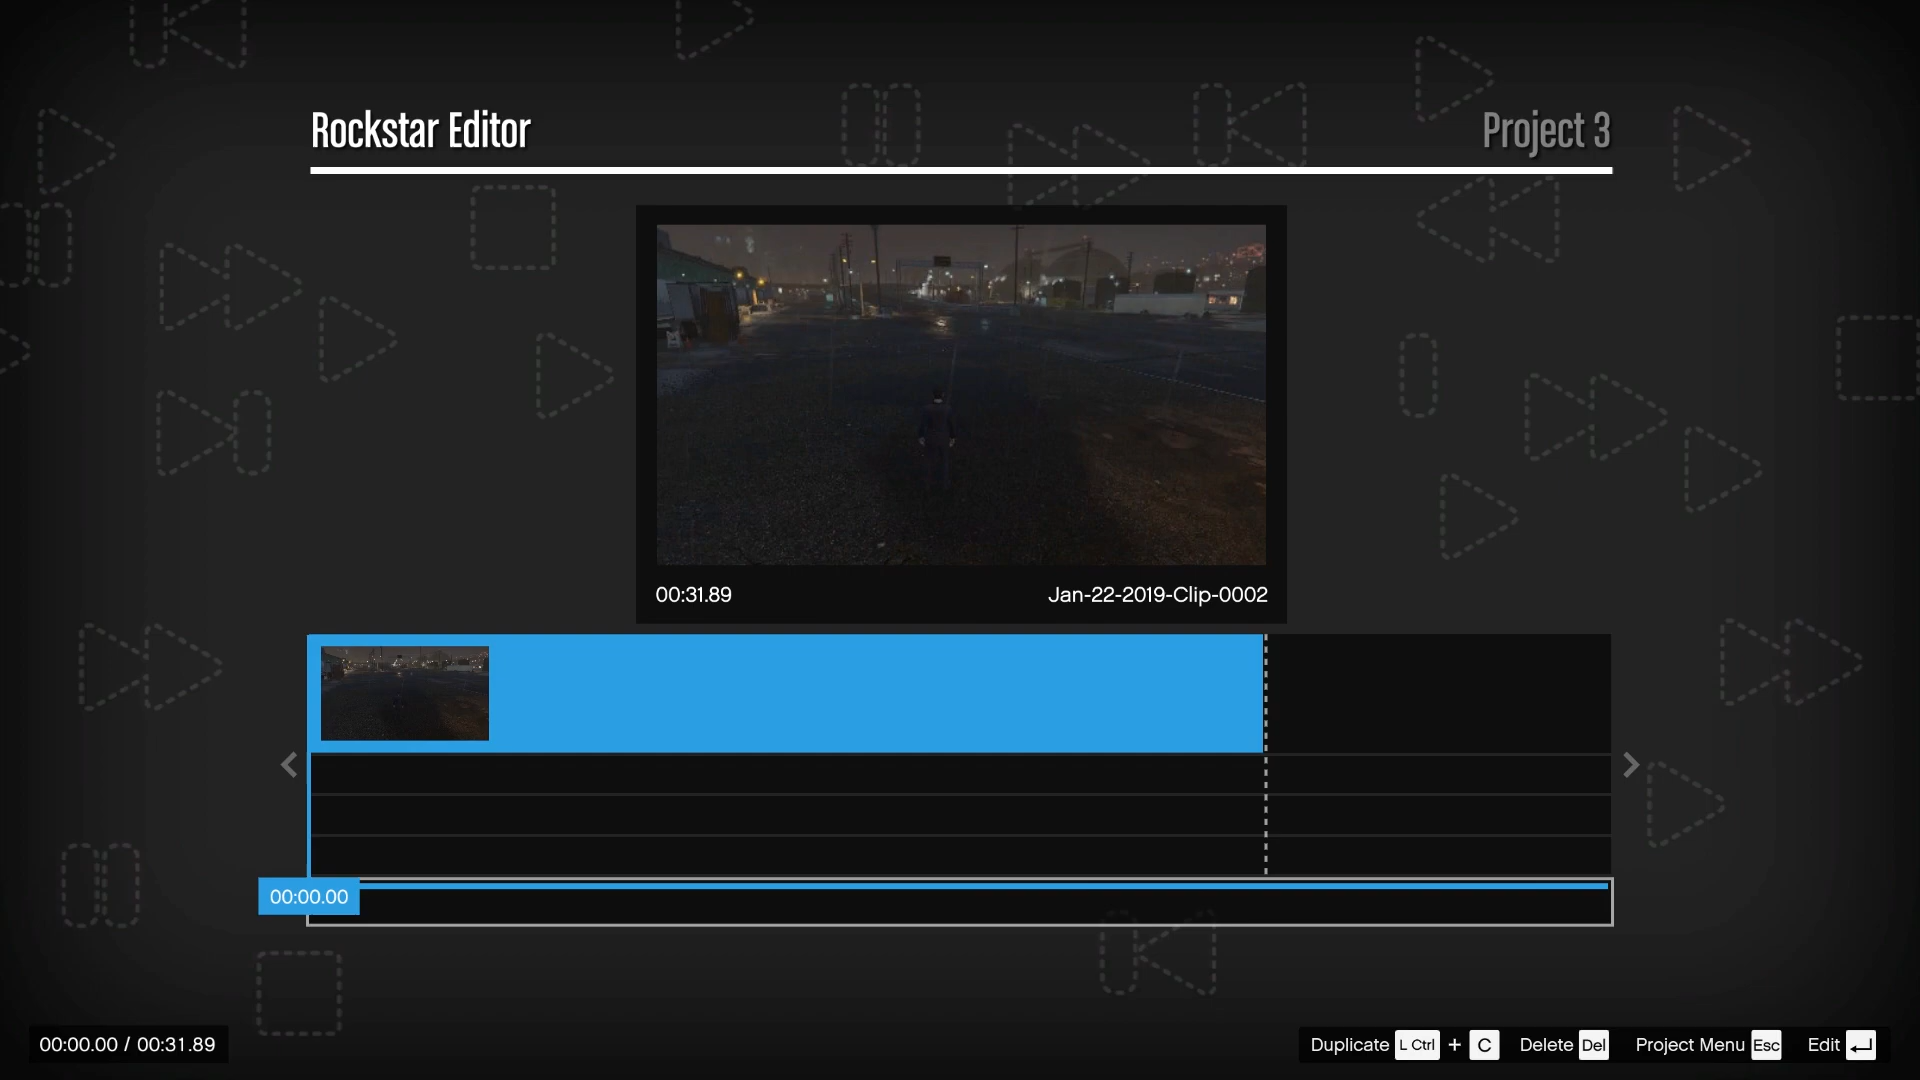 Rockstar Editor
Project 3
00:31.89
Jan-22-2019-Clip-0002
00:00.00
00:00.00 / 00:31.89
Duplicate L Ctrl + C Delete Del Project Menu Esc Edit